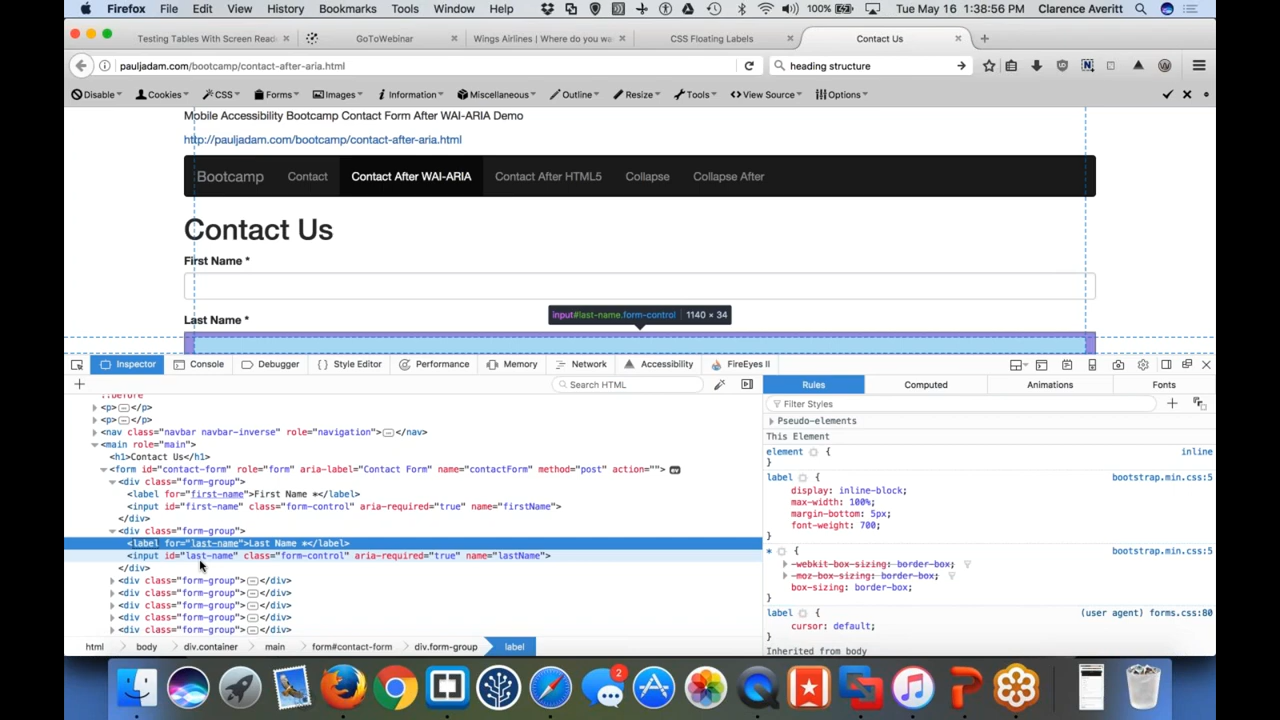 Firefox File Edit View History Bookmarks Tools Window Help 100% Tue May 16 1:38:56 PM Clarence Averitt
Testing Tables With Screen Read GoToWebinar Wings Airlines | Where do you wa CSS Floating Labels Contact Us
pauljadam.com/bootcamp/contact-after-aria.html heading structure
Disable Cookies CSS Forms Images Information Miscellaneous Outline Resize Tools View Source Options
Mobile Accessibility Bootcamp Contact Form After WAI-ARIA Demo
http://pauljadam.com/bootcamp/contact-after-aria.html
Bootcamp Contact Contact After WAI-ARIA Contact After HTML5 Collapse Collapse After
Contact Us
First Name *
Last Name *
input#last-name.form-control 1140 × 34
Inspector Console Debugger Style Editor Performance Memory Network Accessibility FireEyes II
Search HTML Rules Computed Animations Fonts
::before
<p></p>
<p></p>
<nav class="navbar navbar-inverse" role="navigation"></nav>
<main role="main">
<h1>Contact Us</h1>
<form id="contact-form" role="form" aria-label="Contact Form" name="contactForm" method="post" action=""> ev
<div class="form-group">
<label for="first-name">First Name *</label>
<input id="first-name" class="form-control" aria-required="true" name="firstName">
</div>
<div class="form-group">
<label for="last-name">Last Name *</label>
<input id="last-name" class="form-control" aria-required="true" name="lastName">
</div>
<div class="form-group"></div>
<div class="form-group"></div>
<div class="form-group"></div>
<div class="form-group"></div>
<div class="form-group"></div>
html body div.container main form#contact-form div.form-group label
Filter Styles
Pseudo-elements
This Element
element { inline
}
label { bootstrap.min.css:5
display: inline-block;
max-width: 100%;
margin-bottom: 5px;
font-weight: 700;
}
* { bootstrap.min.css:5
-webkit-box-sizing: border-box;
-moz-box-sizing: border-box;
box-sizing: border-box;
}
label { (user agent) forms.css:80
cursor: default;
}
Inherited from body
2